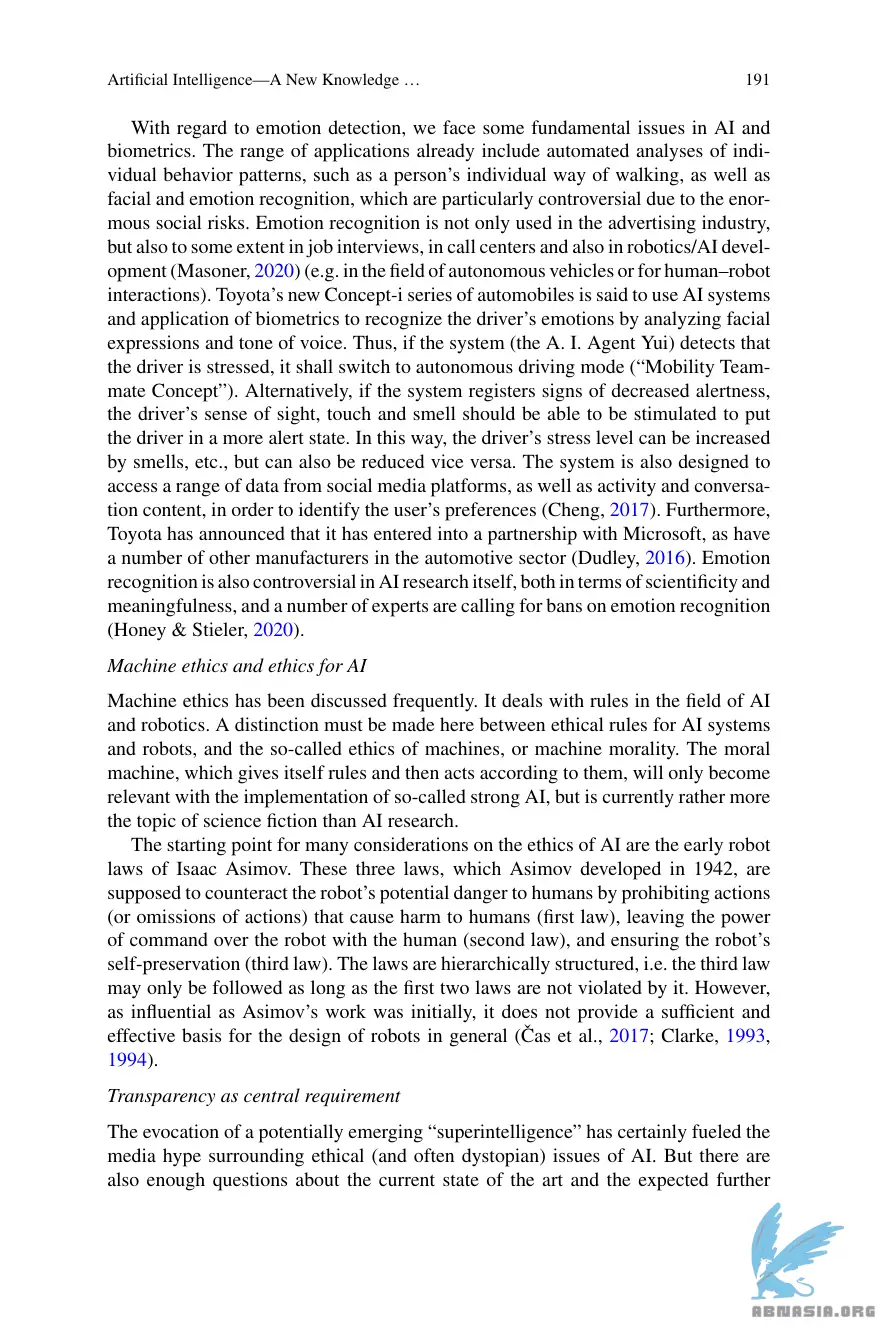 Artificial Intelligence—A New Knowledge … 191
With regard to emotion detection, we face some fundamental issues in AI and
biometrics. The range of applications already include automated analyses of indi-
vidual behavior patterns, such as a person's individual way of walking, as well as
facial and emotion recognition, which are particularly controversial due to the enor-
mous social risks. Emotion recognition is not only used in the advertising industry,
but also to some extent in job interviews, in call centers and also in robotics/AI devel-
opment (Masoner, 2020) (e.g. in the field of autonomous vehicles or for human–robot
interactions). Toyota's new Concept-i series of automobiles is said to use AI systems
and application of biometrics to recognize the driver's emotions by analyzing facial
expressions and tone of voice. Thus, if the system (the A. I. Agent Yui) detects that
the driver is stressed, it shall switch to autonomous driving mode (“Mobility Team-
mate Concept”). Alternatively, if the system registers signs of decreased alertness,
the driver's sense of sight, touch and smell should be able to be stimulated to put
the driver in a more alert state. In this way, the driver's stress level can be increased
by smells, etc., but can also be reduced vice versa. The system is also designed to
access a range of data from social media platforms, as well as activity and conversa-
tion content, in order to identify the user's preferences (Cheng, 2017). Furthermore,
Toyota has announced that it has entered into a partnership with Microsoft, as have
a number of other manufacturers in the automotive sector (Dudley, 2016). Emotion
recognition is also controversial in AI research itself, both in terms of scientificity and
meaningfulness, and a number of experts are calling for bans on emotion recognition
(Honey & Stieler, 2020).
Machine ethics and ethics for AI
Machine ethics has been discussed frequently. It deals with rules in the field of AI
and robotics. A distinction must be made here between ethical rules for AI systems
and robots, and the so-called ethics of machines, or machine morality. The moral
machine, which gives itself rules and then acts according to them, will only become
relevant with the implementation of so-called strong AI, but is currently rather more
the topic of science fiction than AI research.
The starting point for many considerations on the ethics of AI are the early robot
laws of Isaac Asimov. These three laws, which Asimov developed in 1942, are
supposed to counteract the robot's potential danger to humans by prohibiting actions
(or omissions of actions) that cause harm to humans (first law), leaving the power
of command over the robot with the human (second law), and ensuring the robot's
self-preservation (third law). The laws are hierarchically structured, i.e. the third law
may only be followed as long as the first two laws are not violated by it. However,
as influential as Asimov's work was initially, it does not provide a sufficient and
effective basis for the design of robots in general (Čas et al., 2017; Clarke, 1993,
1994).
Transparency as central requirement
The evocation of a potentially emerging “superintelligence” has certainly fueled the
media hype surrounding ethical (and often dystopian) issues of AI. But there are
also enough questions about the current state of the art and the expected further
ABNASIA.ORG